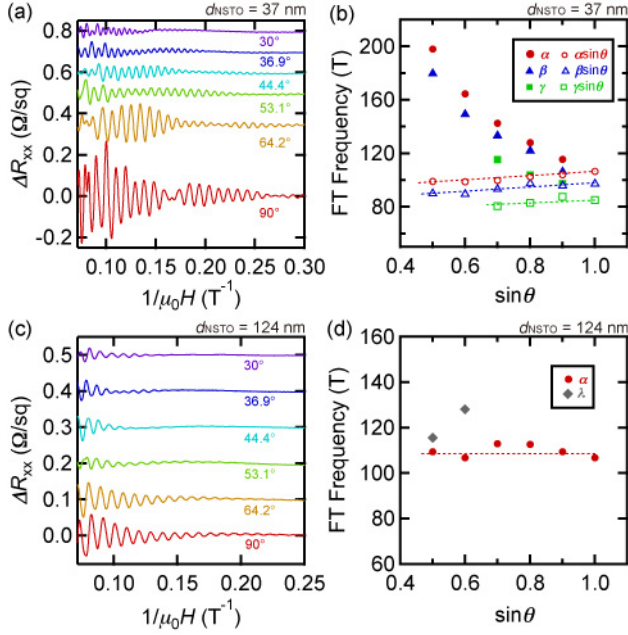 (a)
dNSTO = 37 nm
0.8
0.6
0.4
0.2
0.0
-0.2
ΔRxx (Ω/sq)
30°
36.9°
44.4°
53.1°
64.2°
90°
0.10 0.15 0.20 0.25
1/μ0H (T-1)
(b)
dNSTO = 37 nm
200
160
120
80
FT Frequency (T)
α αsinθ
β βsinθ
γ γsinθ
0.4 0.6 0.8 1.0
sinθ
(c)
dNSTO = 124 nm
0.5
0.4
0.3
0.2
0.1
0.0
ΔRxx (Ω/sq)
30°
36.9°
44.4°
53.1°
64.2°
90°
0.10 0.15 0.20 0.25
1/μ0H (T-1)
(d)
dNSTO = 124 nm
160
140
120
100
80
60
FT Frequency (T)
α
λ
0.4 0.6 0.8 1.0
sinθ